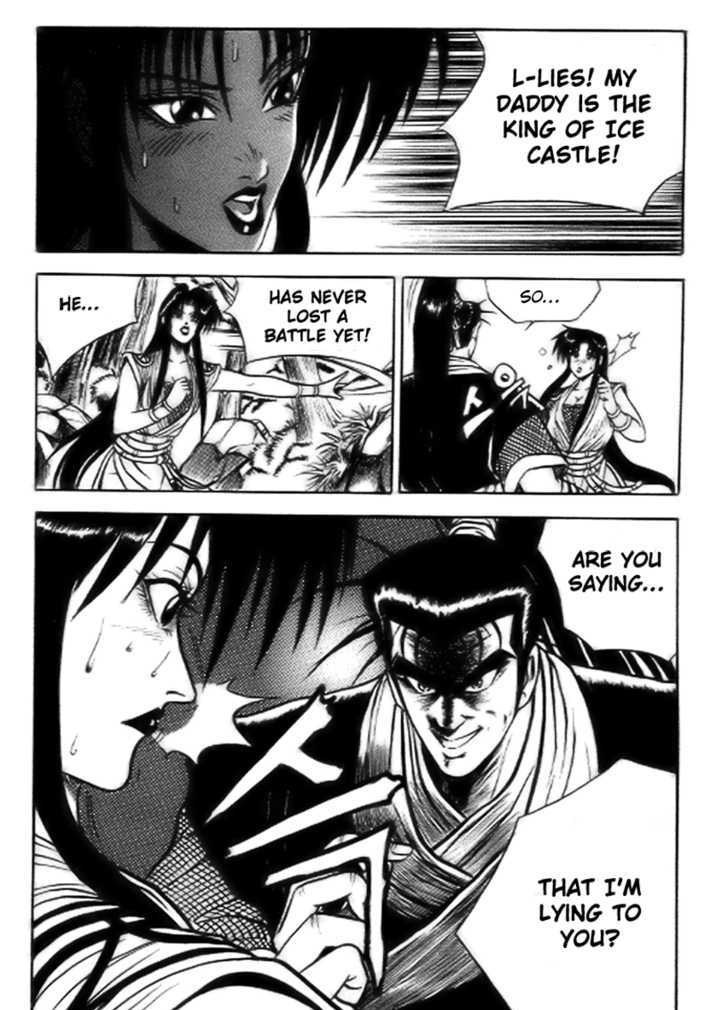 L-LIES! MY
DADDY IS THE
KING OF ICE
CASTLE!
HE...
HAS NEVER
LOST A
BATTLE YET!
SO...
ARE YOU
SAYING...
THAT I'M
LYING TO
YOU?